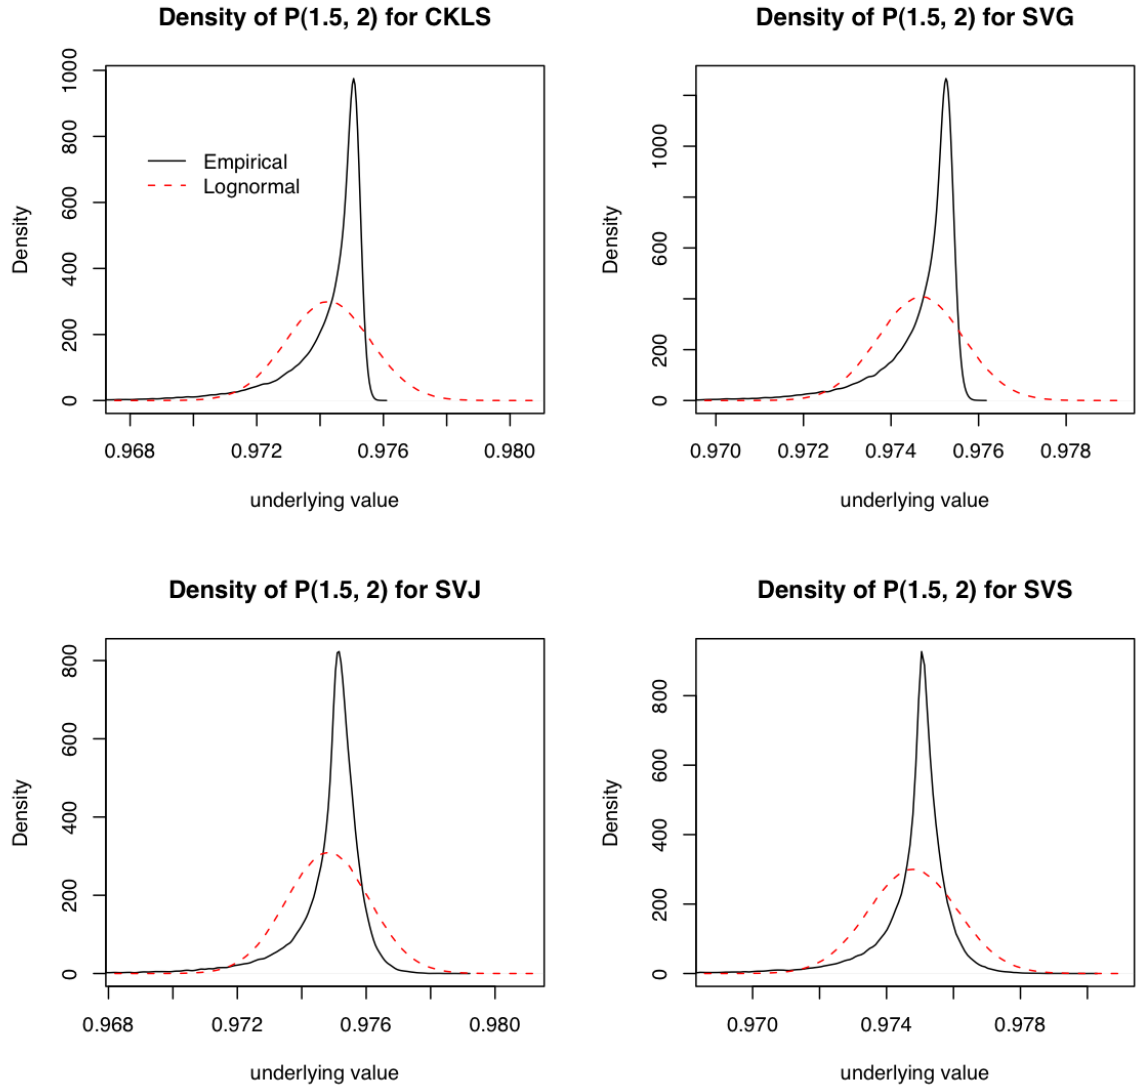 Density of P(1.5, 2) for CKLS
Density
0
200
400
600
800
1000
Empirical
Lognormal
0.968
0.972
0.976
0.980
underlying value
Density of P(1.5, 2) for SVG
Density
0
200
600
1000
0.970
0.972
0.974
0.976
0.978
underlying value
Density of P(1.5, 2) for SVJ
Density
0
200
400
600
800
0.968
0.972
0.976
0.980
underlying value
Density of P(1.5, 2) for SVS
Density
0
200
400
600
800
0.970
0.974
0.978
underlying value